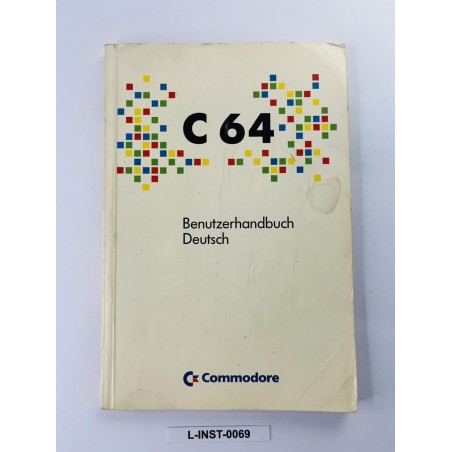 C 64
Benutzerhandbuch
Deutsch
Commodore
L-INST-0069